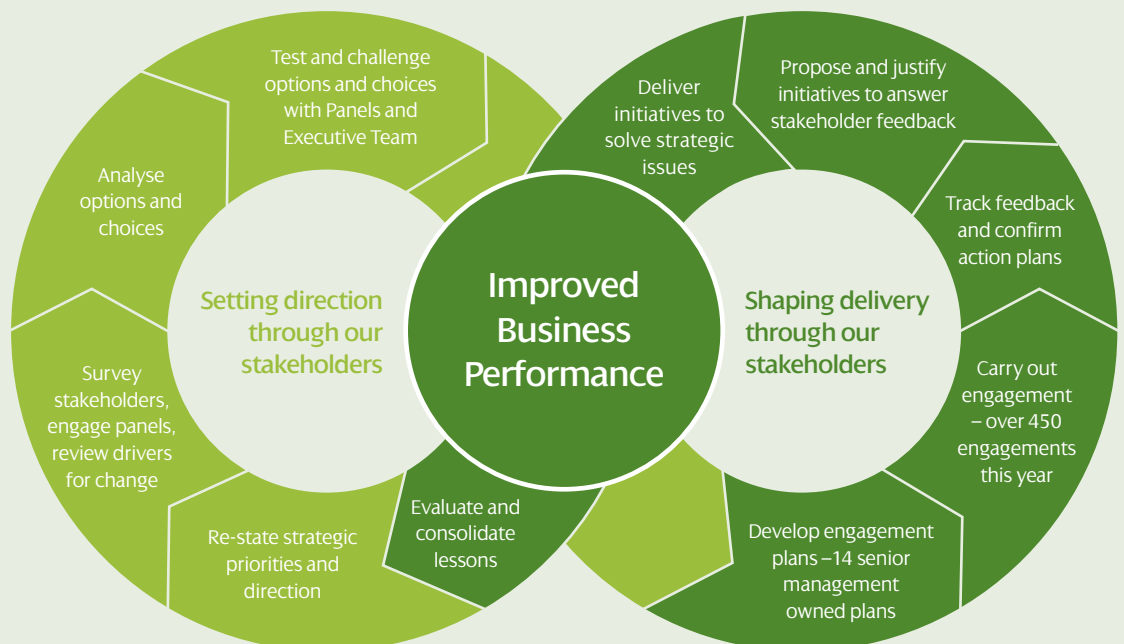 Test and challenge
options and choices
with Panels and
Executive Team
Analyse
options and
choices
Survey
stakeholders,
engage panels,
review drivers
for change
Re-state strategic
priorities and
direction
Evaluate and
consolidate
lessons
Setting direction
through our
stakeholders
Improved
Business
Performance
Shaping delivery
through our
stakeholders
Deliver
initiatives to
solve strategic
issues
Propose and justify
initiatives to answer
stakeholder feedback
Track feedback
and confirm
action plans
Carry out
engagement
– over 450
engagements
this year
Develop engagement
plans –14 senior
management
owned plans